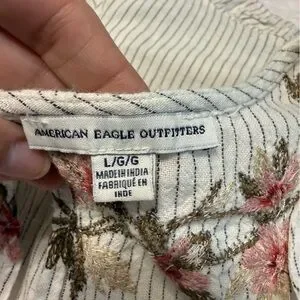 AMERICAN EAGLE OUTFITTERS
L/G/G
MADE IN INDIA
FABRIQUÉ EN
INDE